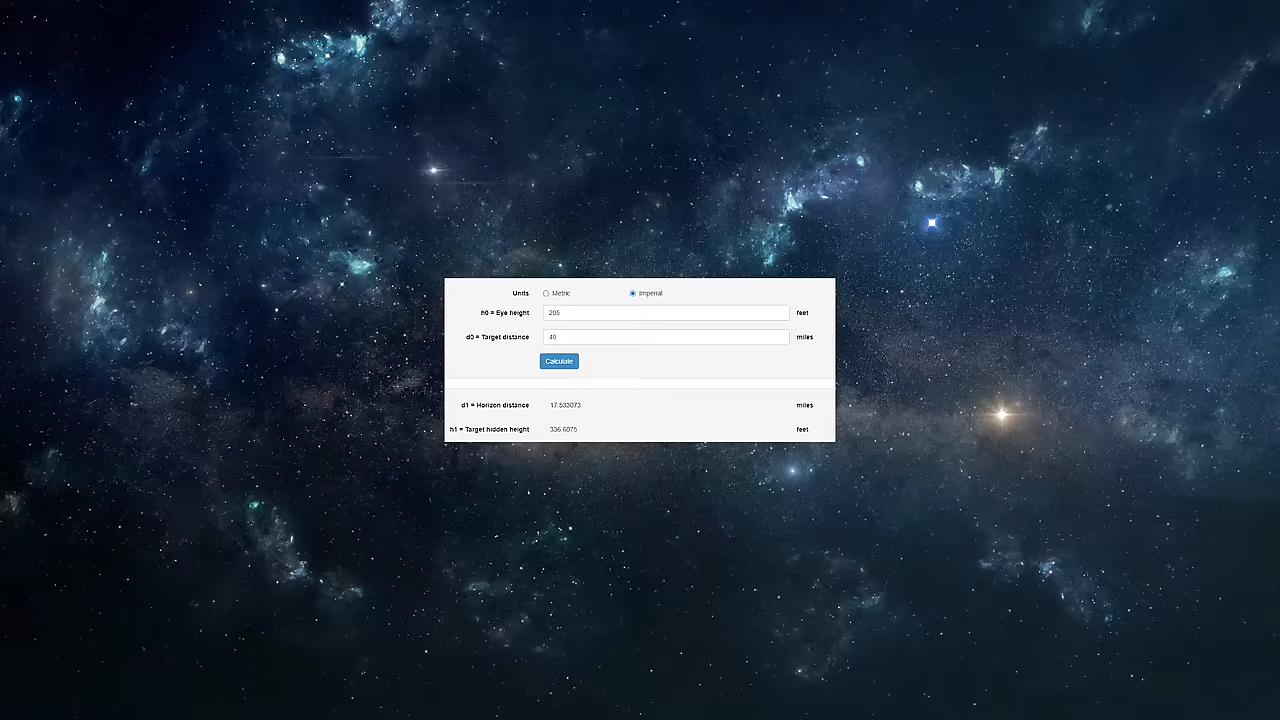 Units Metric Imperial
h0 = Eye height 205 feet
d0 = Target distance 40 miles
Calculate
d1 = Horizon distance 17.533073 miles
h1 = Target hidden height 336.6075 feet